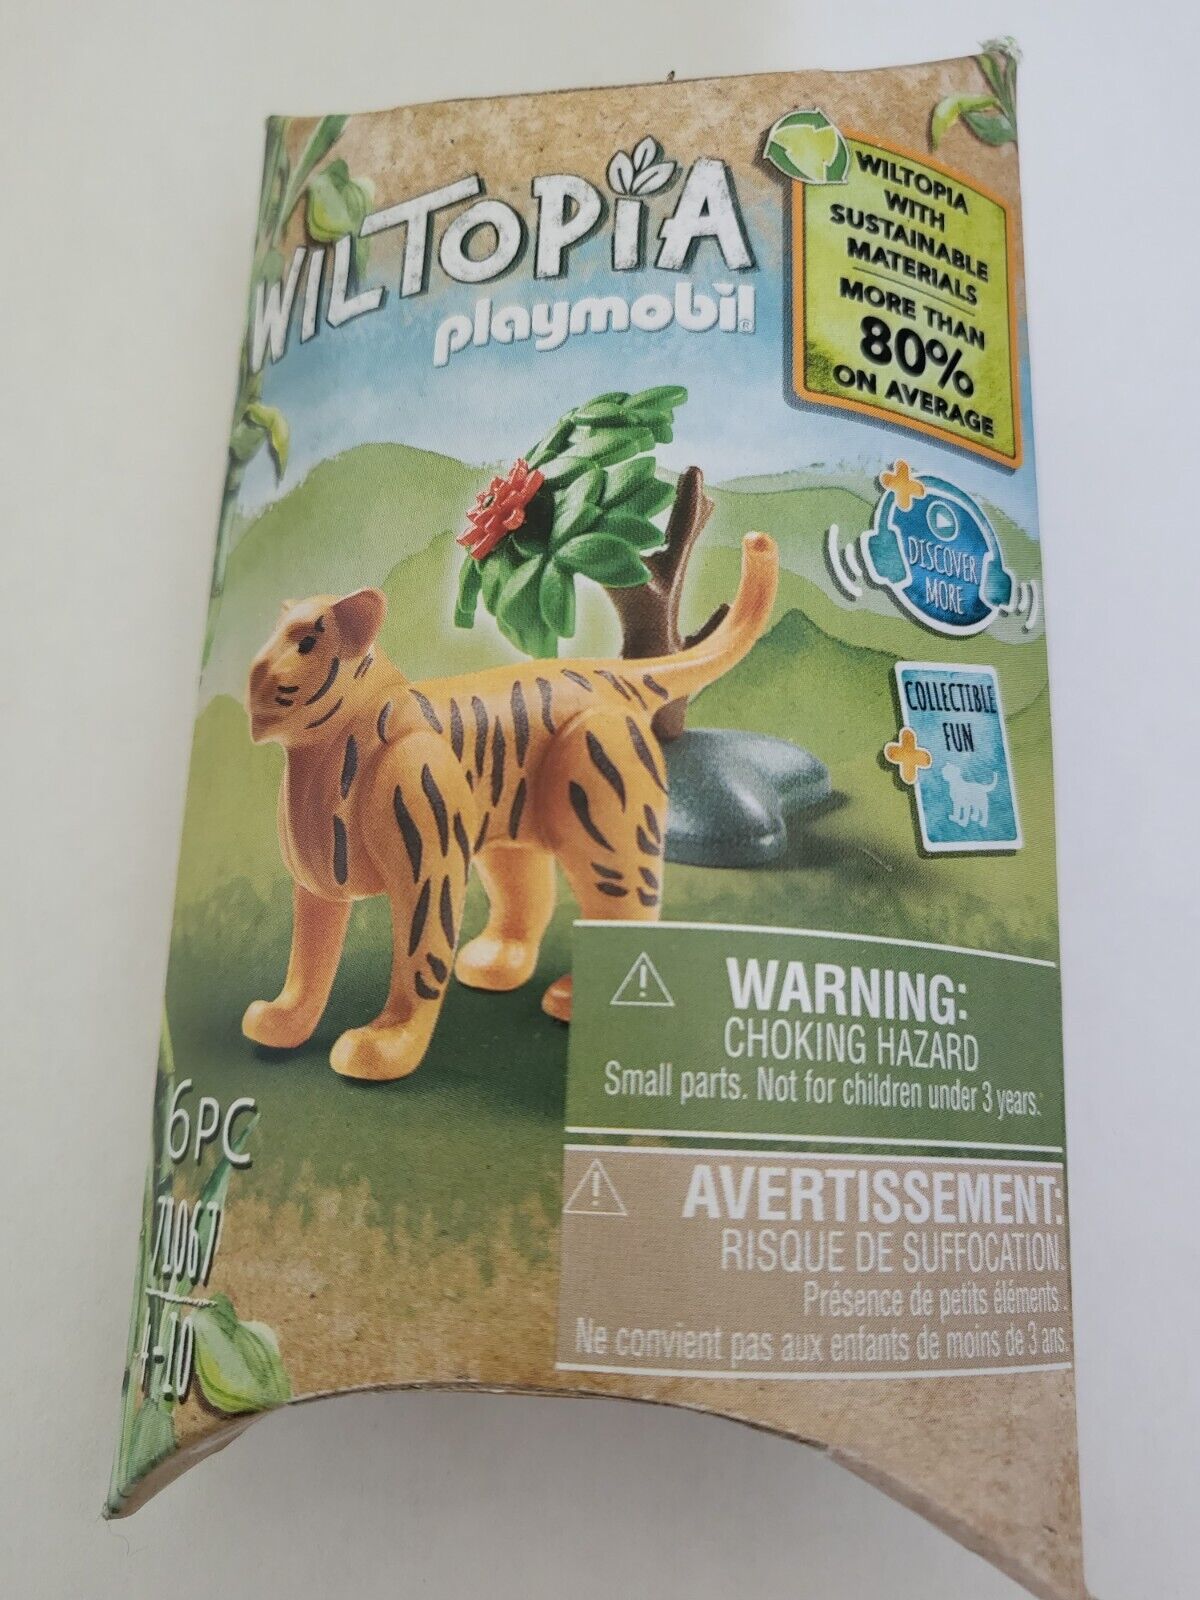 WILTOPIA
playmobil®
WILTOPIA
WITH
SUSTAINABLE
MATERIALS
MORE THAN
80%
ON AVERAGE
DISCOVER
MORE
COLLECTIBLE
FUN
WARNING:
CHOKING HAZARD
Small parts. Not for children under 3 years.
AVERTISSEMENT:
RISQUE DE SUFFOCATION.
Présence de petits éléments.
Ne convient pas aux enfants de moins de 3 ans.
6PC
71067
4-10